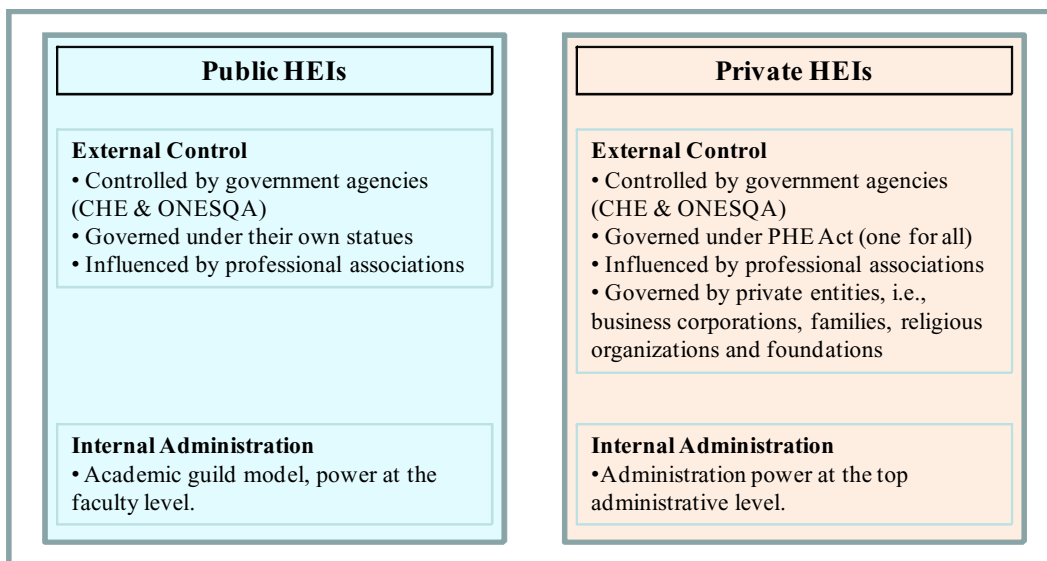 Public HEIs
External Control
• Controlled by government agencies
(CHE & ONESQA)
• Governed under their own statues
• Influenced by professional associations
Internal Administration
• Academic guild model, power at the
faculty level.
Private HEIs
External Control
• Controlled by government agencies
(CHE & ONESQA)
• Governed under PHE Act (one for all)
• Influenced by professional associations
• Governed by private entities, i.e.,
business corporations, families, religious
organizations and foundations
Internal Administration
•Administration power at the top
administrative level.